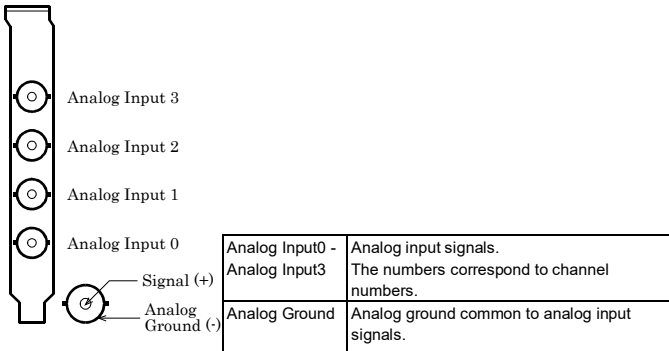 Analog Input 3
Analog Input 2
Analog Input 1
Analog Input 0
Signal (+)
Analog
Ground (-)
Analog Input0 -
Analog Input3
Analog input signals.
The numbers correspond to channel
numbers.
Analog Ground
Analog ground common to analog input
signals.